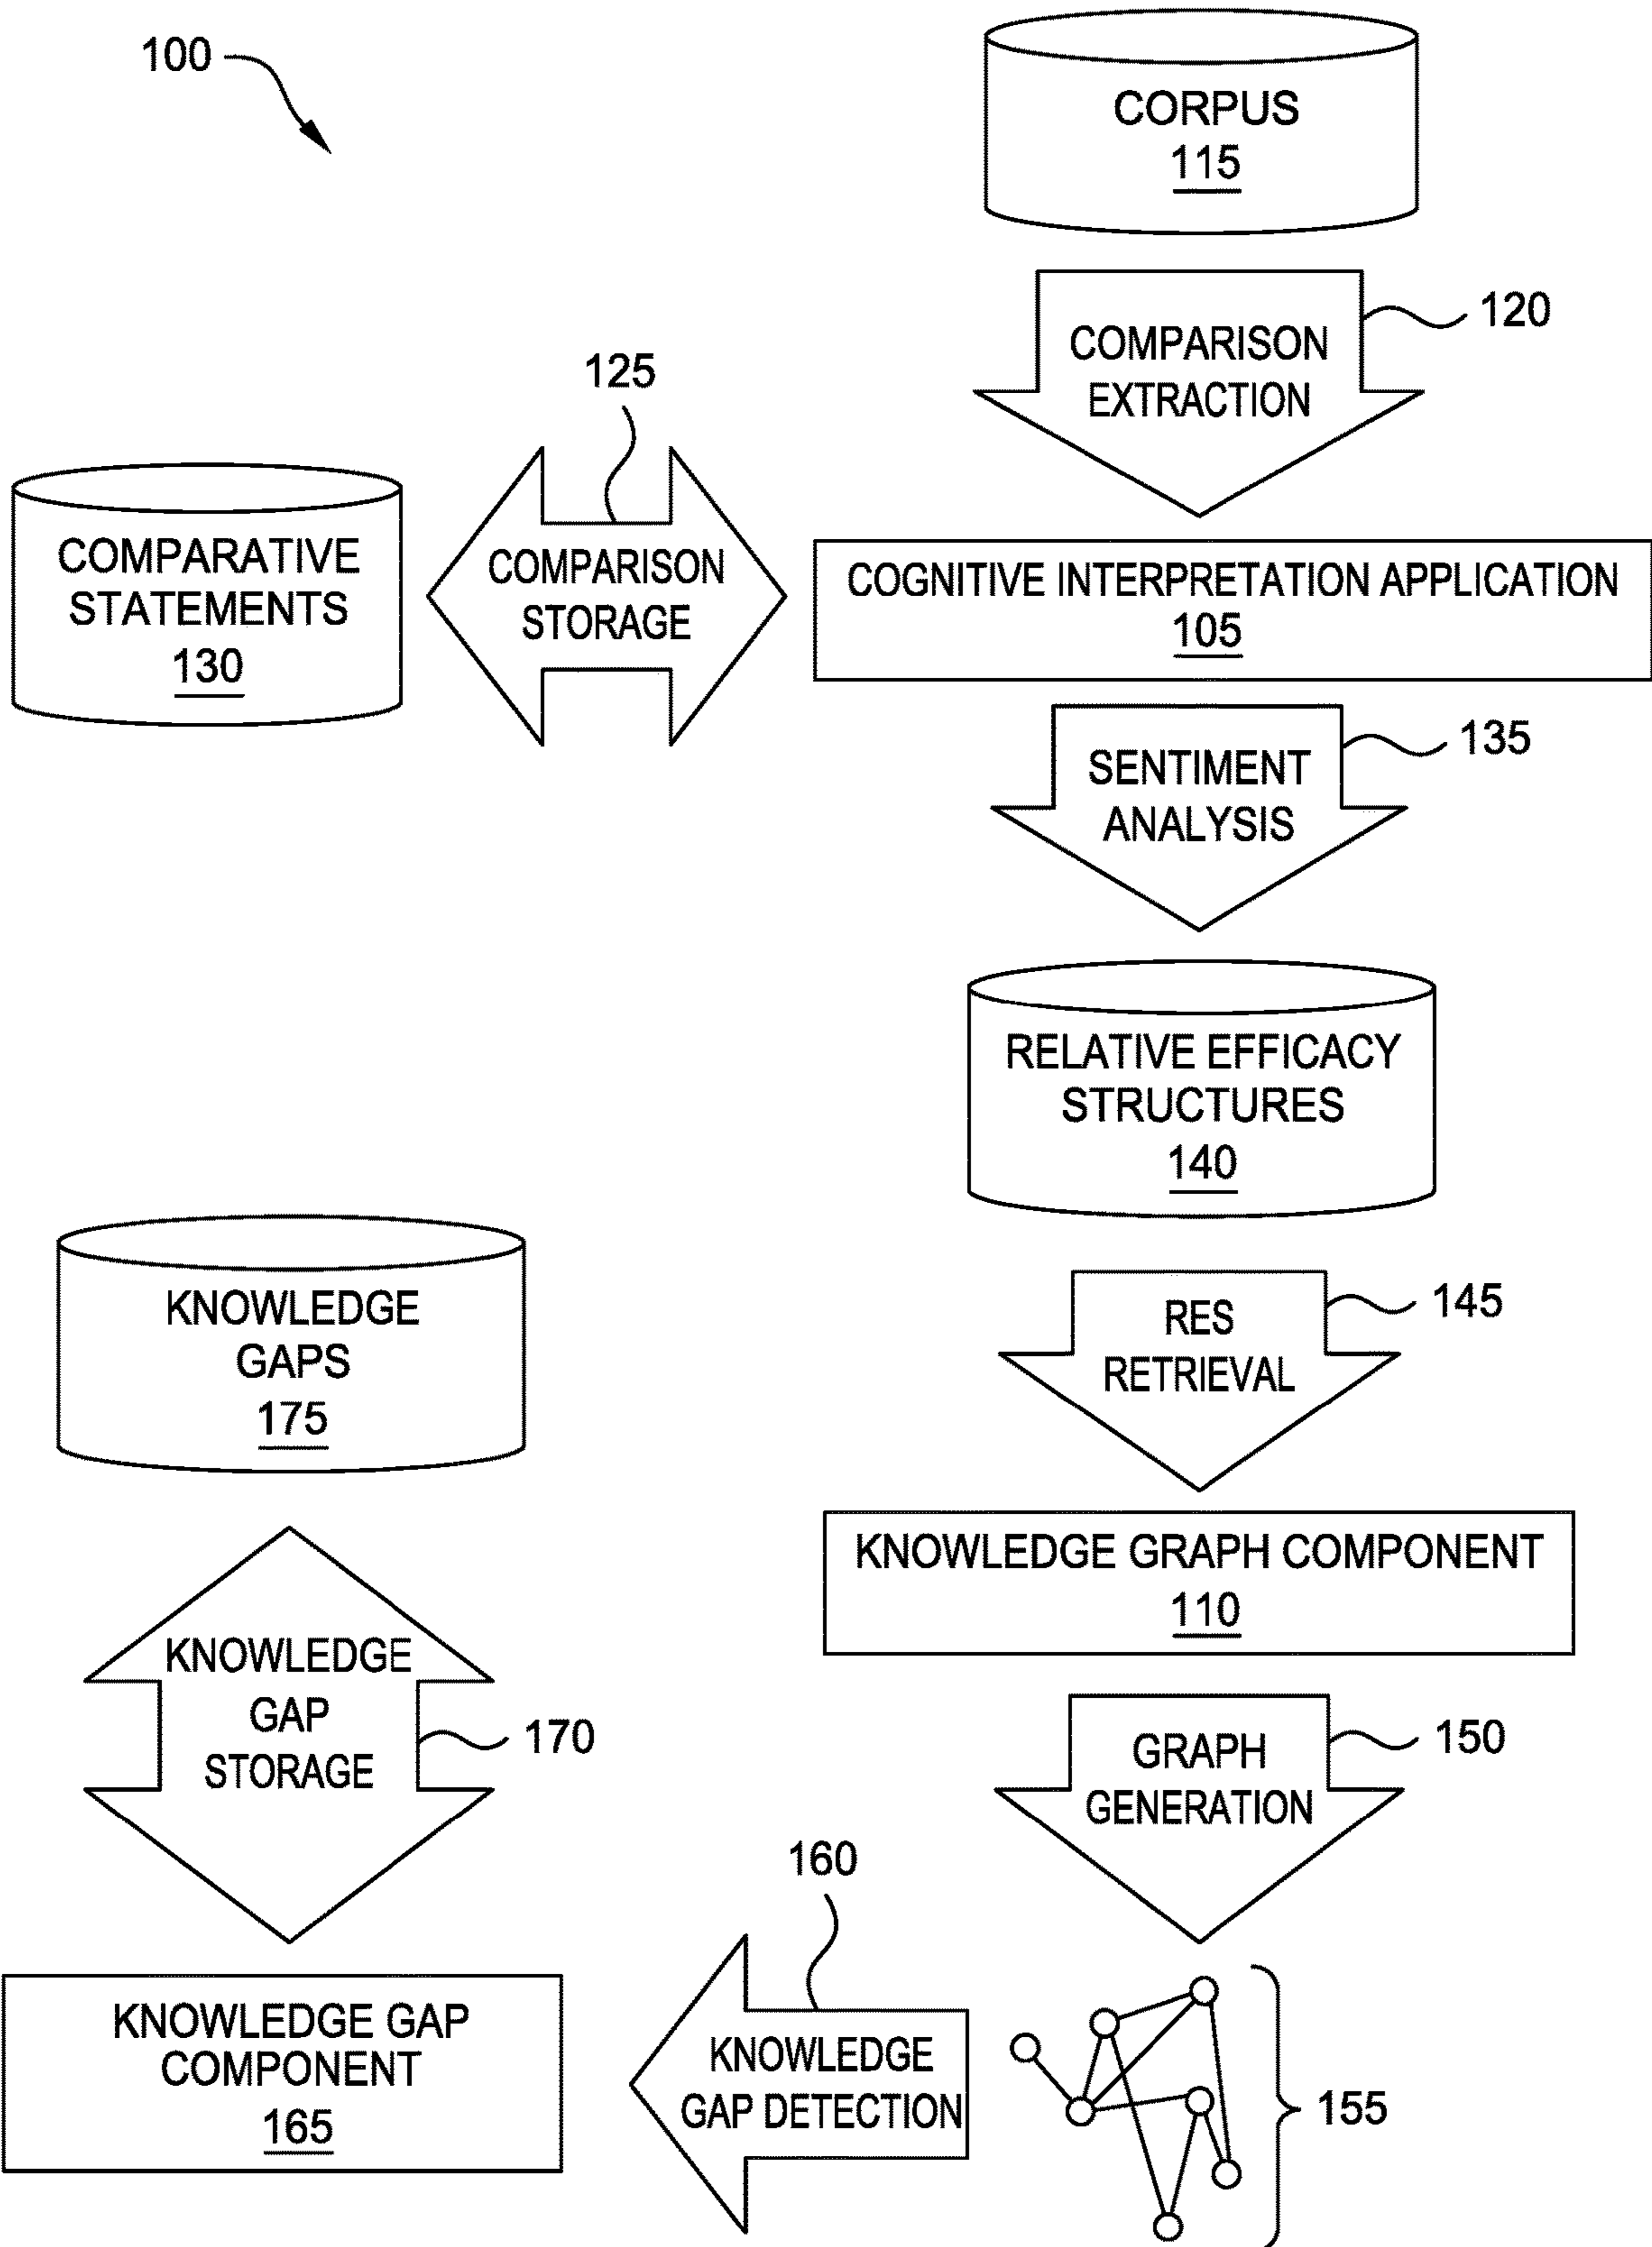 100
CORPUS
115
120
COMPARISON
EXTRACTION
125
COMPARATIVE
STATEMENTS
130
COMPARISON
STORAGE
COGNITIVE INTERPRETATION APPLICATION
105
135
SENTIMENT
ANALYSIS
RELATIVE EFFICACY
STRUCTURES
140
KNOWLEDGE
GAPS
175
145
RES
RETRIEVAL
KNOWLEDGE GRAPH COMPONENT
110
KNOWLEDGE
GAP
STORAGE
170
150
GRAPH
GENERATION
160
KNOWLEDGE GAP
COMPONENT
165
KNOWLEDGE
GAP DETECTION
155